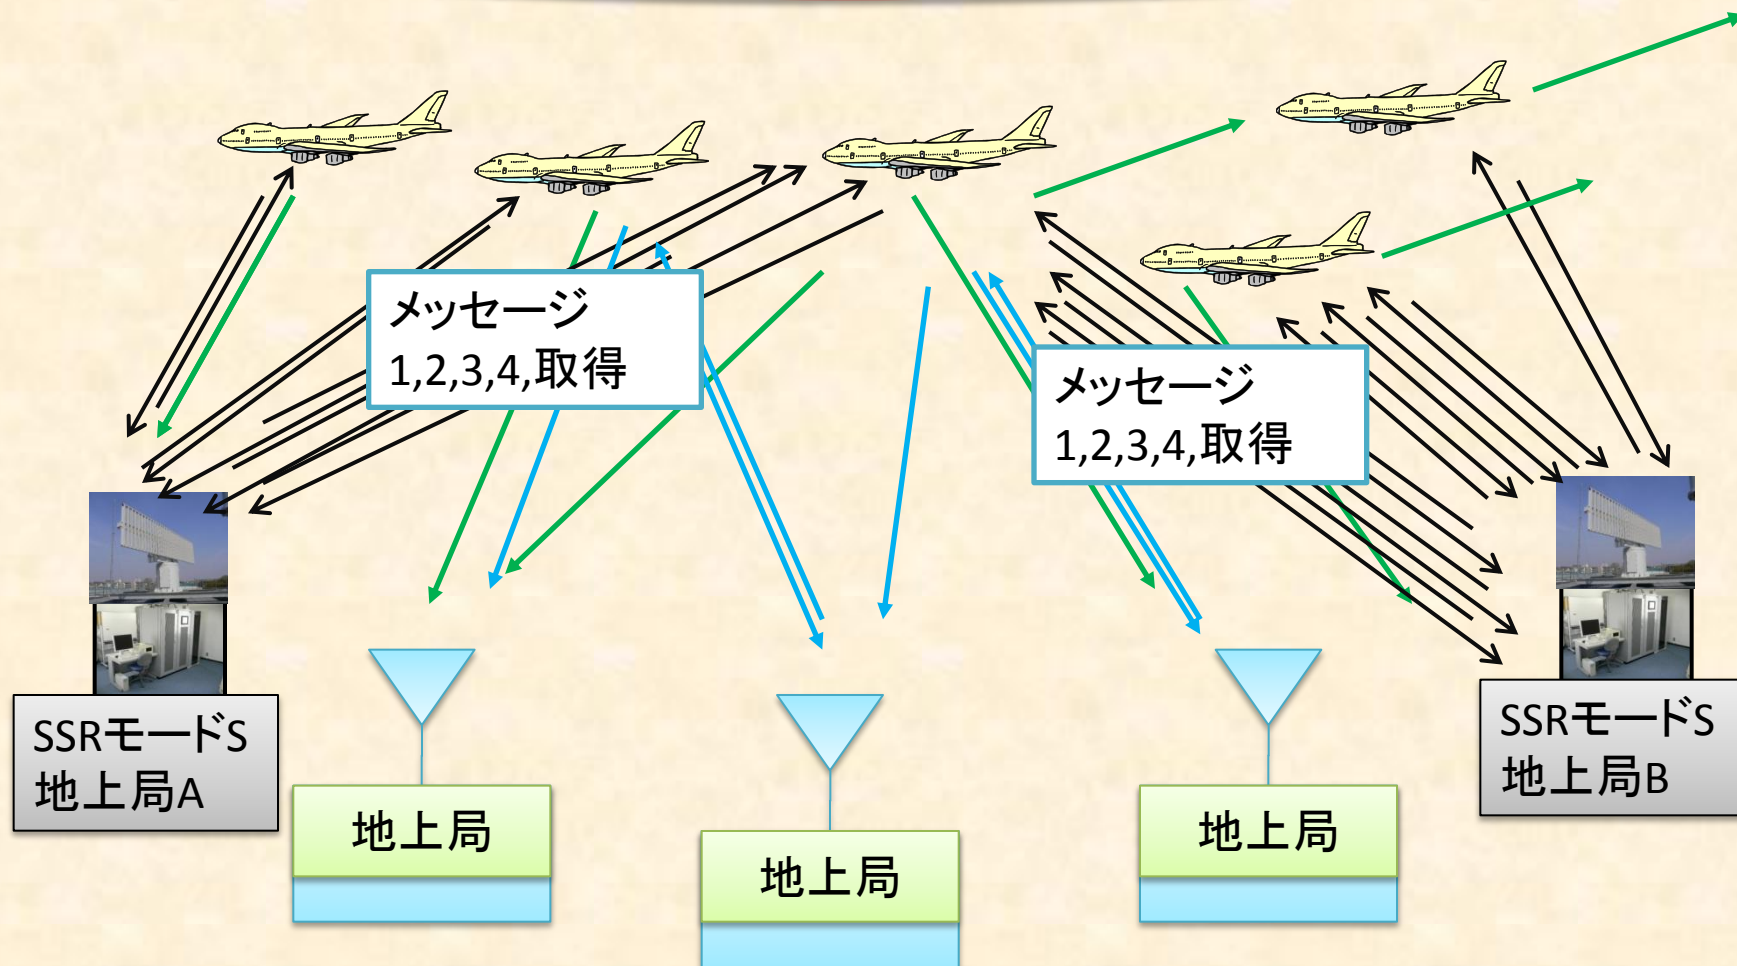 メッセージ
1,2,3,4,取得
メッセージ
1,2,3,4,取得
SSRモードS
地上局A
地上局
地上局
地上局
SSRモードS
地上局B